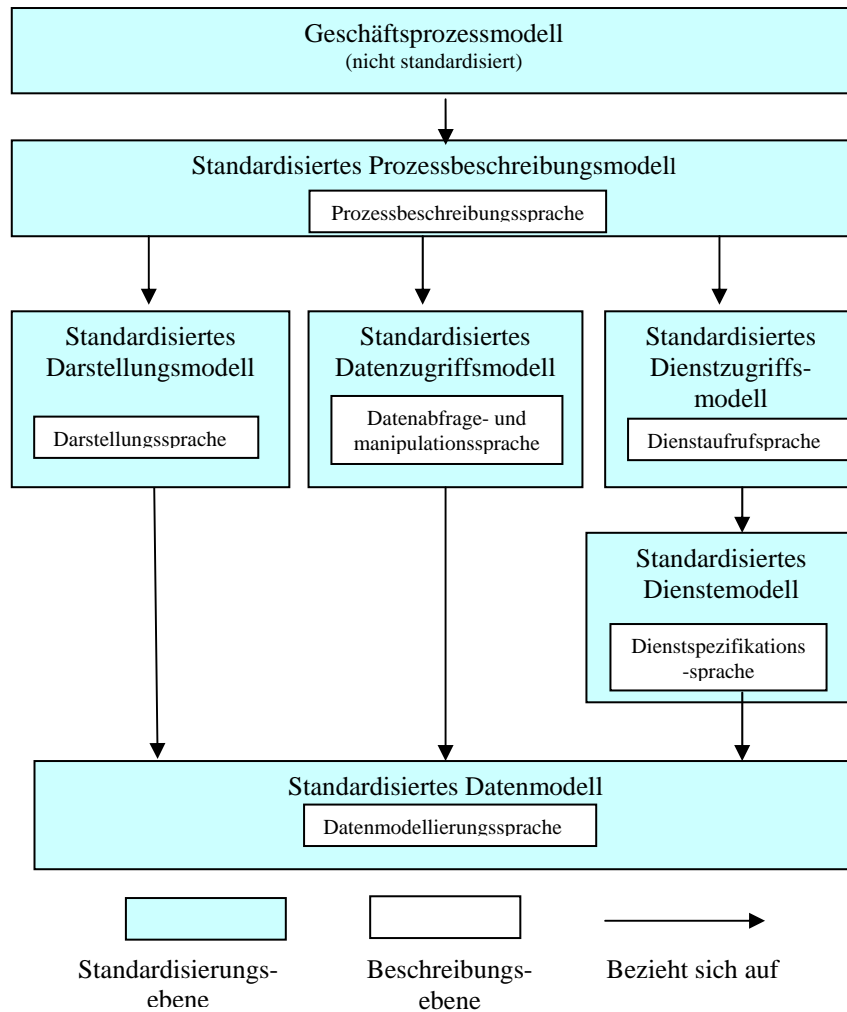 Geschäftsprozessmodell
(nicht standardisiert)
Standardisiertes Prozessbeschreibungsmodell
Prozessbeschreibungssprache
Standardisiertes
Darstellungsmodell
Darstellungssprache
Standardisiertes
Datenzugriffsmodell
Datenabfrage- und
manipulationssprache
Standardisiertes
Dienstzugriffs-
modell
Dienstaufrufsprache
Standardisiertes
Dienstemodell
Dienstspezifikations
-sprache
Standardisiertes Datenmodell
Datenmodellierungssprache
Standardisierungs-
ebene
Beschreibungs-
ebene
Bezieht sich auf